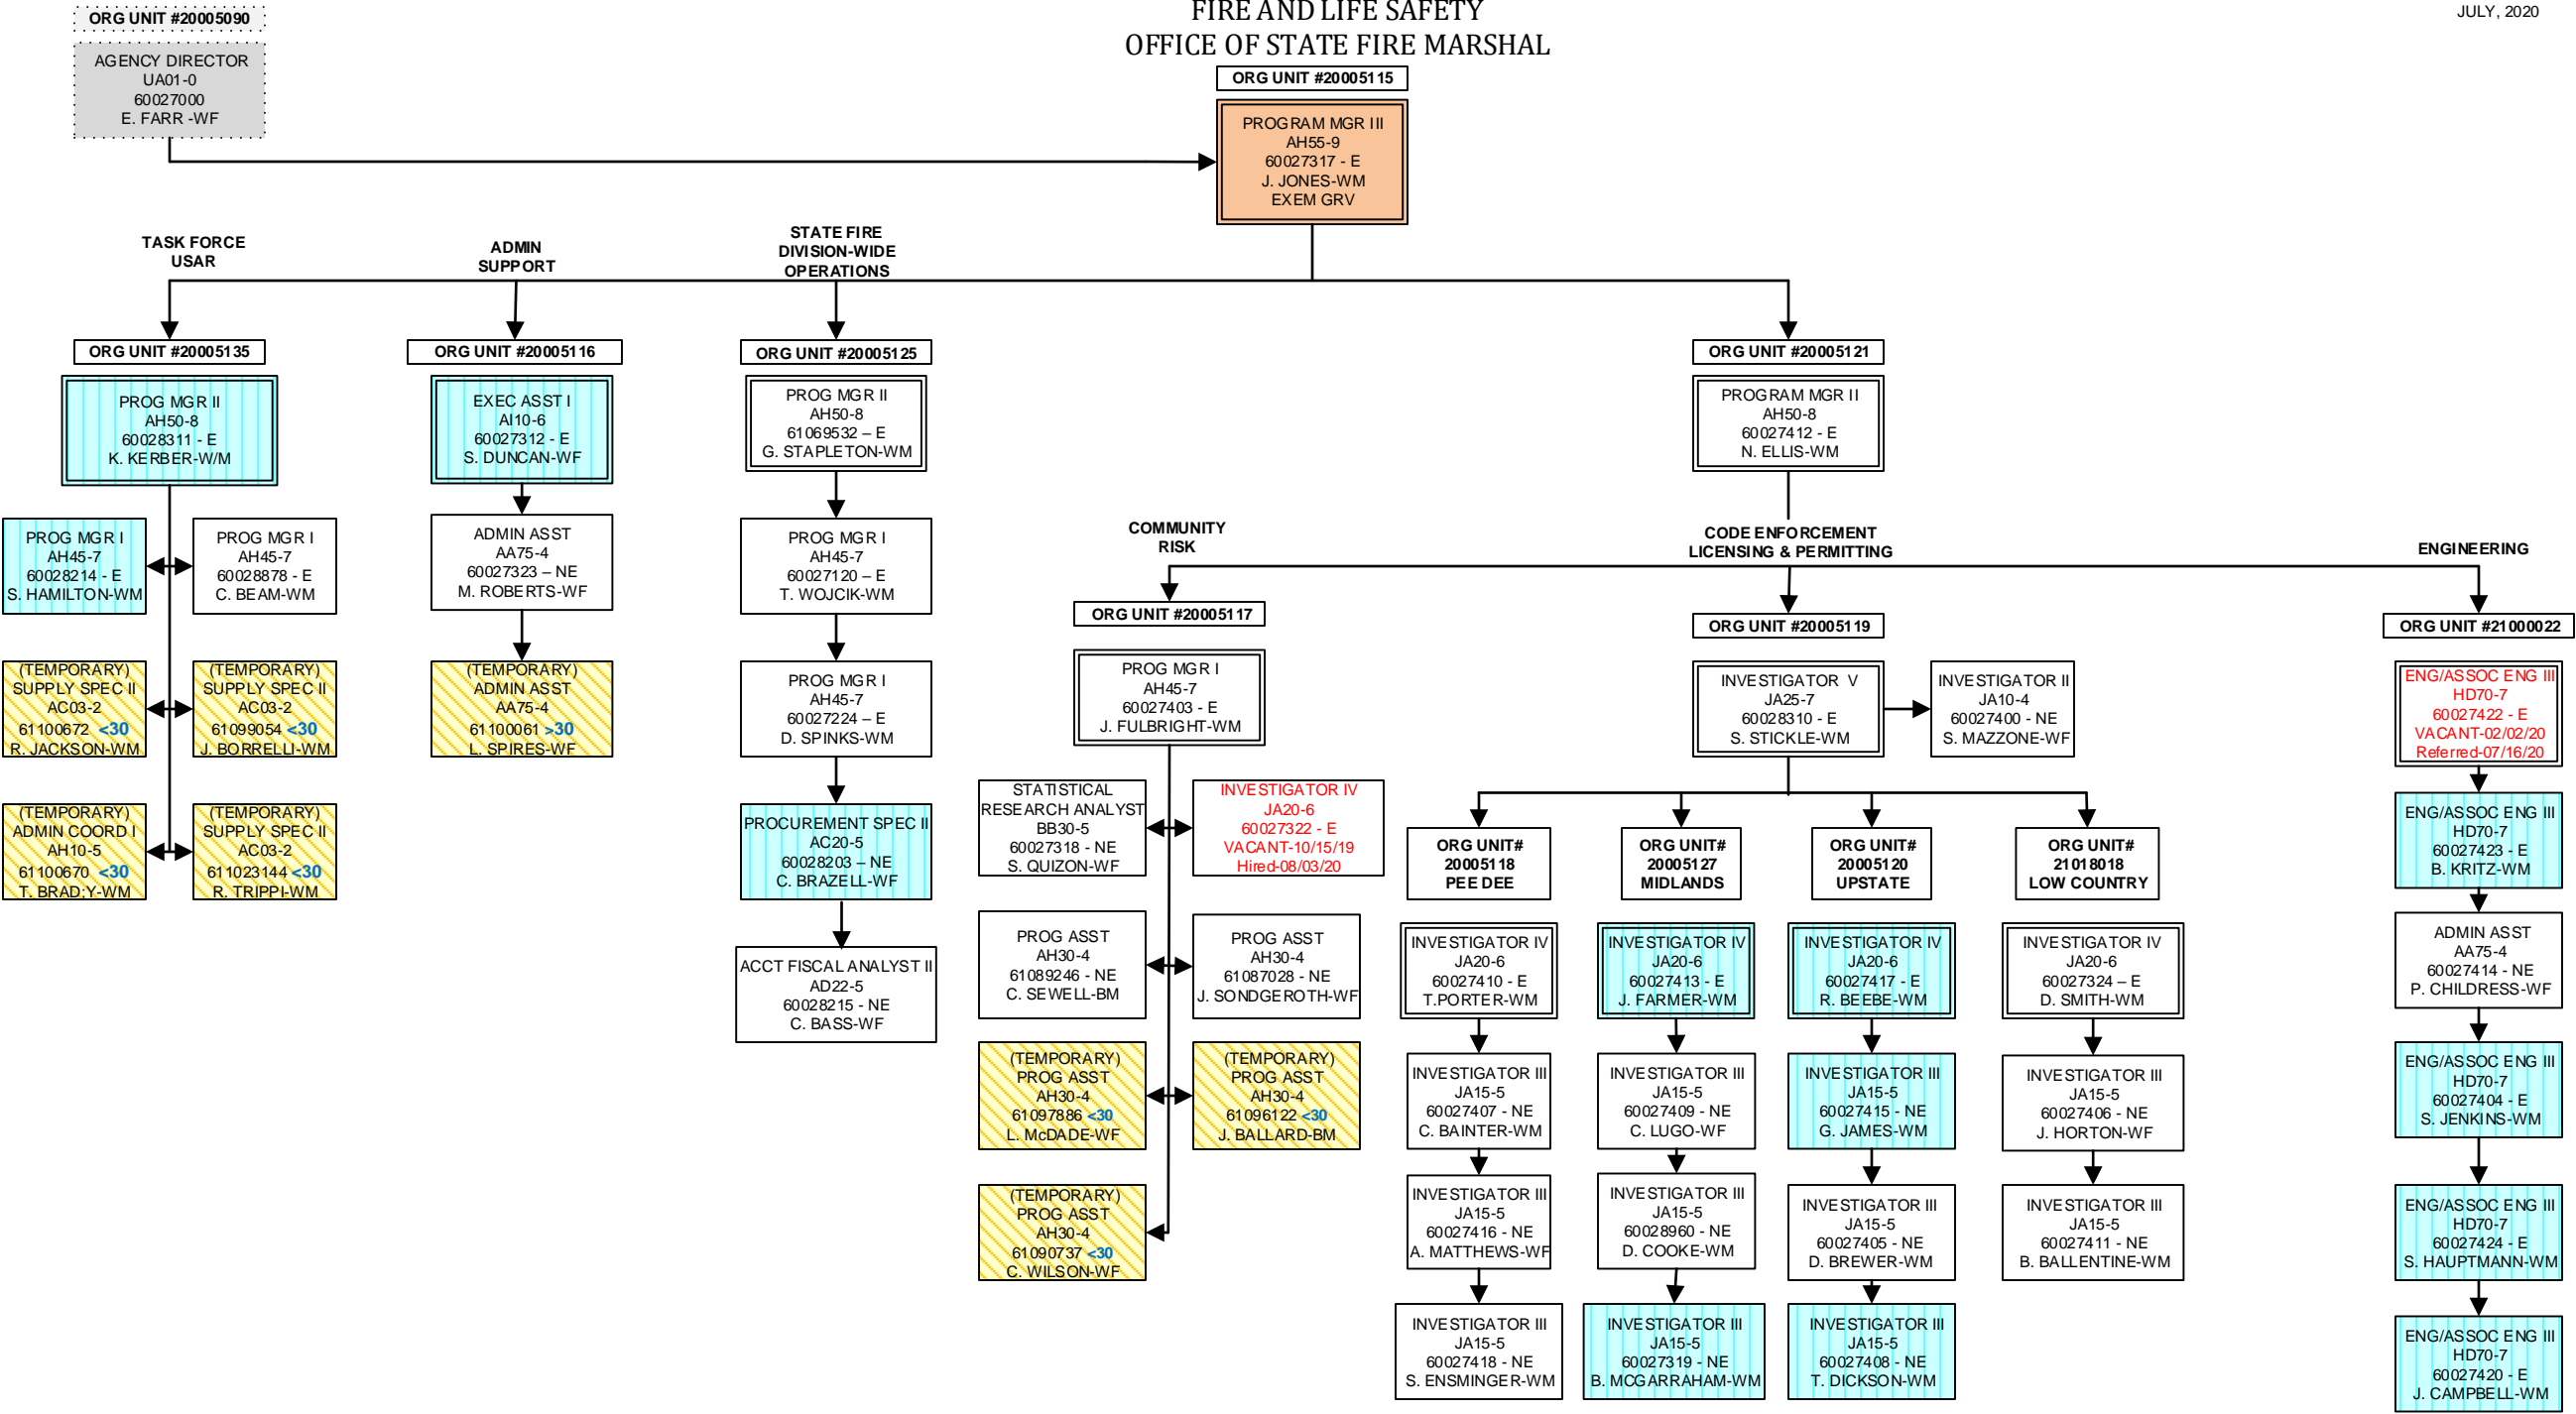 FIRE AND LIFE SAFETY
OFFICE OF STATE FIRE MARSHAL
JULY, 2020
ORG UNIT #20005090
AGENCY DIRECTOR
UA01-0
60027000
E. FARR -WF
ORG UNIT #20005115
PROGRAM MGR III
AH55-9
60027317 - E
J. JONES-WM
EXEM GRV
TASK FORCE
USAR
ADMIN
SUPPORT
STATE FIRE
DIVISION-WIDE
OPERATIONS
ORG UNIT #20005135
PROG MGR II
AH50-8
60028311 - E
K. KERBER-W/M
PROG MGR I
AH45-7
60028214 - E
S. HAMILTON-WM
PROG MGR I
AH45-7
60028878 - E
C. BEAM-WM
(TEMPORARY)
SUPPLY SPEC II
AC03-2
61100672 <30
R. JACKSON-WM
(TEMPORARY)
SUPPLY SPEC II
AC03-2
61099054 <30
J. BORRELLI-WM
(TEMPORARY)
ADMIN COORD I
AH10-5
61100670 <30
T. BRAD;Y-WM
(TEMPORARY)
SUPPLY SPEC II
AC03-2
611023144 <30
R. TRIPPI-WM
ORG UNIT #20005116
EXEC ASST I
AI10-6
60027312 - E
S. DUNCAN-WF
ADMIN ASST
AA75-4
60027323 – NE
M. ROBERTS-WF
(TEMPORARY)
ADMIN ASST
AA75-4
61100061 >30
L. SPIRES-WF
ORG UNIT #20005125
PROG MGR II
AH50-8
61069532 – E
G. STAPLETON-WM
PROG MGR I
AH45-7
60027120 – E
T. WOJCIK-WM
PROG MGR I
AH45-7
60027224 – E
D. SPINKS-WM
PROCUREMENT SPEC II
AC20-5
60028203 – NE
C. BRAZELL-WF
ACCT FISCAL ANALYST II
AD22-5
60028215 - NE
C. BASS-WF
ORG UNIT #20005121
PROGRAM MGR II
AH50-8
60027412 - E
N. ELLIS-WM
COMMUNITY
RISK
CODE ENFORCEMENT
LICENSING & PERMITTING
ENGINEERING
ORG UNIT #20005117
PROG MGR I
AH45-7
60027403 - E
J. FULBRIGHT-WM
STATISTICAL
RESEARCH ANALYST
BB30-5
60027318 - NE
S. QUIZON-WF
INVESTIGATOR IV
JA20-6
60027322 - E
VACANT-10/15/19
Hired-08/03/20
PROG ASST
AH30-4
61089246 - NE
C. SEWELL-BM
PROG ASST
AH30-4
61087028 - NE
J. SONDGEROTH-WF
(TEMPORARY)
PROG ASST
AH30-4
61097886 <30
L. McDADE-WF
(TEMPORARY)
PROG ASST
AH30-4
61096122 <30
J. BALLARD-BM
(TEMPORARY)
PROG ASST
AH30-4
61090737 <30
C. WILSON-WF
ORG UNIT #20005119
INVESTIGATOR V
JA25-7
60028310 - E
S. STICKLE-WM
INVESTIGATOR II
JA10-4
60027400 - NE
S. MAZZONE-WF
ORG UNIT#
20005118
PEE DEE
INVESTIGATOR IV
JA20-6
60027410 - E
T.PORTER-WM
INVESTIGATOR III
JA15-5
60027407 - NE
C. BAINTER-WM
INVESTIGATOR III
JA15-5
60027416 - NE
A. MATTHEWS-WF
INVESTIGATOR III
JA15-5
60027418 - NE
S. ENSMINGER-WM
ORG UNIT#
20005127
MIDLANDS
INVESTIGATOR IV
JA20-6
60027413 - E
J. FARMER-WM
INVESTIGATOR III
JA15-5
60027409 - NE
C. LUGO-WF
INVESTIGATOR III
JA15-5
60028960 - NE
D. COOKE-WM
INVESTIGATOR III
JA15-5
60027319 - NE
B. MCGARRAHAM-WM
ORG UNIT#
20005120
UPSTATE
INVESTIGATOR IV
JA20-6
60027417 - E
R. BEEBE-WM
INVESTIGATOR III
JA15-5
60027415 - NE
G. JAMES-WM
INVESTIGATOR III
JA15-5
60027405 - NE
D. BREWER-WM
INVESTIGATOR III
JA15-5
60027408 - NE
T. DICKSON-WM
ORG UNIT#
21018018
LOW COUNTRY
INVESTIGATOR IV
JA20-6
60027324 – E
D. SMITH-WM
INVESTIGATOR III
JA15-5
60027406 - NE
J. HORTON-WF
INVESTIGATOR III
JA15-5
60027411 - NE
B. BALLENTINE-WM
ORG UNIT #21000022
ENG/ASSOC ENG III
HD70-7
60027422 - E
VACANT-02/02/20
Referred-07/16/20
ENG/ASSOC ENG III
HD70-7
60027423 - E
B. KRITZ-WM
ADMIN ASST
AA75-4
60027414 - NE
P. CHILDRESS-WF
ENG/ASSOC ENG III
HD70-7
60027404 - E
S. JENKINS-WM
ENG/ASSOC ENG III
HD70-7
60027424 - E
S. HAUPTMANN-WM
ENG/ASSOC ENG III
HD70-7
60027420 - E
J. CAMPBELL-WM